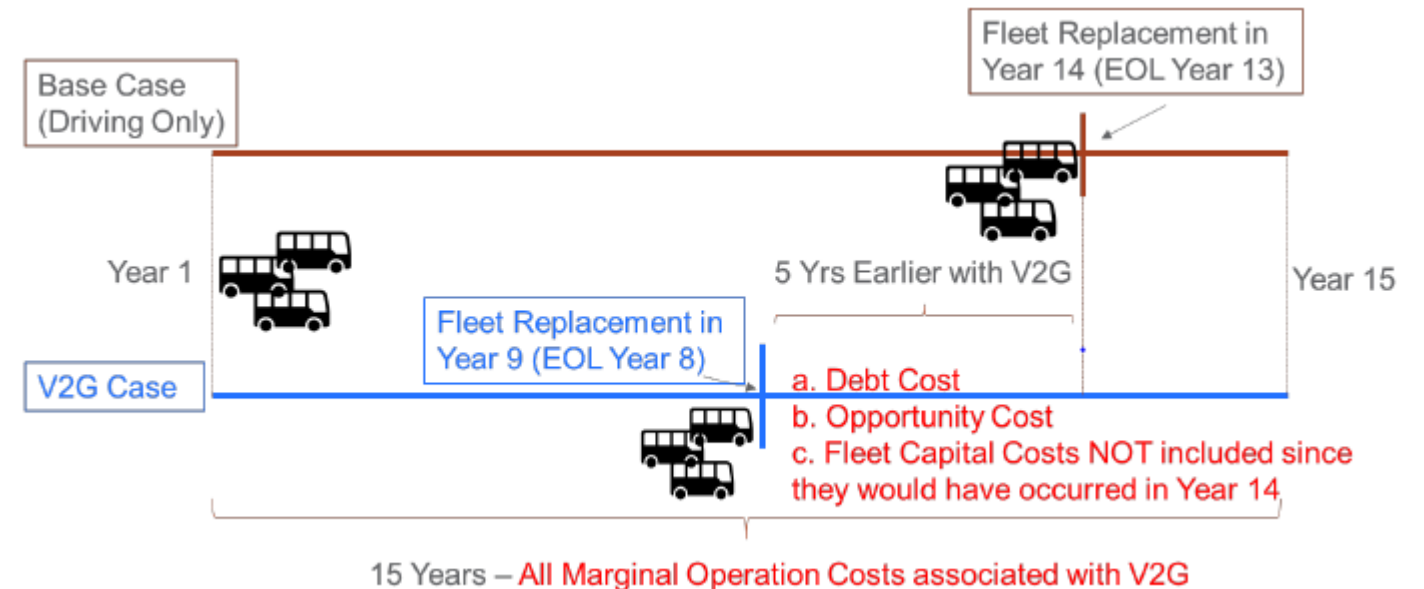 Fleet Replacement in
Year 14 (EOL Year 13)
Base Case
(Driving Only)
Year 1
5 Yrs Earlier with V2G
Year 15
Fleet Replacement in
Year 9 (EOL Year 8)
V2G Case
a. Debt Cost
b. Opportunity Cost
c. Fleet Capital Costs NOT included since
they would have occurred in Year 14
15 Years – All Marginal Operation Costs associated with V2G